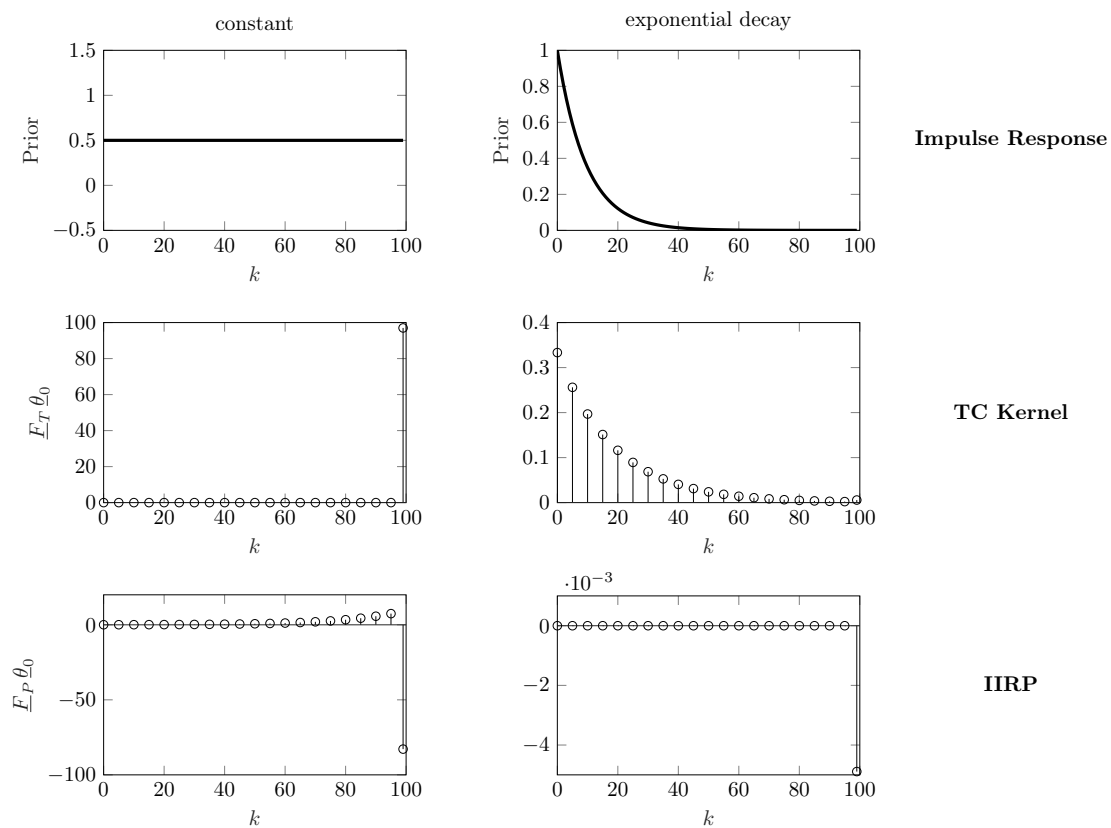 constant
exponential decay
1.5
1
0.5
0
−0.5
Prior
0 20 40 60 80 100
k
1
0.8
0.6
0.4
0.2
0
Prior
0 20 40 60 80 100
k
Impulse Response
100
80
60
40
20
0
F_T θ_0
0 20 40 60 80 100
k
0.4
0.3
0.2
0.1
0
0 20 40 60 80 100
k
TC Kernel
0
−50
−100
F_P θ_0
0 20 40 60 80 100
k
·10⁻³
0
−2
−4
0 20 40 60 80 100
k
IIRP